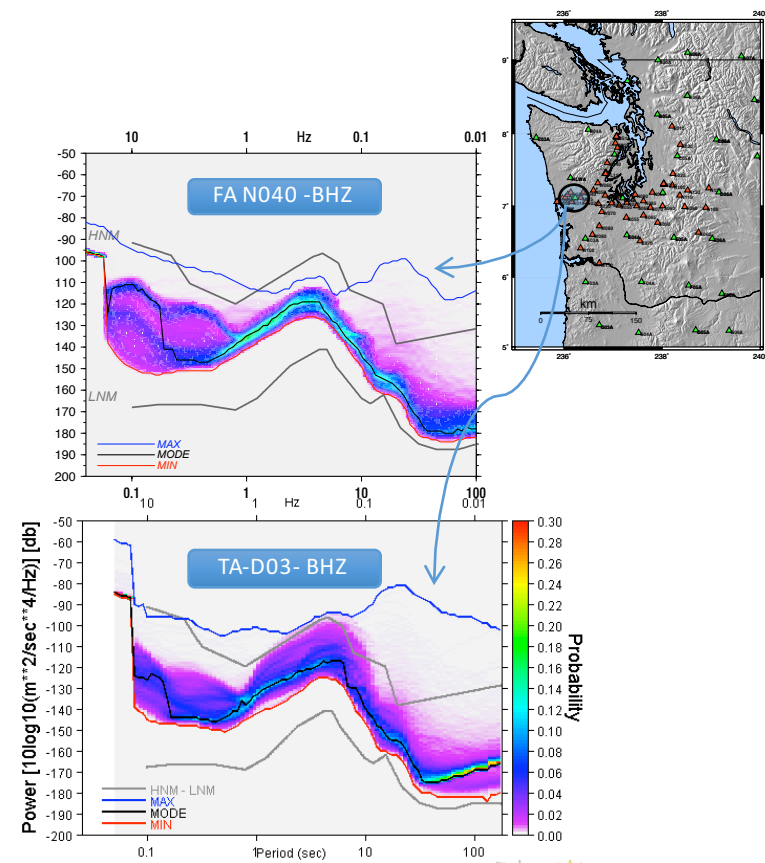 236° 238° 240
9°
8°
7°
6°
5°
km
0 75 150
236° 238° 240
10 1 Hz 0.1 0.01
-50
-60
-70
-80
-90
100
110
120
130
140
150
160
170
180
190
200
FA N040 -BHZ
HNM
LNM
MAX
MODE
MIN
0.1 1 10 100
10 1 Hz 0.1 0.01
-50
-60
-70
-80
-90
-100
-110
-120
-130
-140
-150
-160
-170
-180
-190
-200
Power [10log10(m**2/sec**4/Hz)] [db]
TA-D03- BHZ
HNM - LNM
MAX
MODE
MIN
0.1 1 Period (sec) 10 100
0.30
0.28
0.26
0.24
0.22
0.20
0.18
0.16
0.14
0.12
0.10
0.08
0.06
0.04
0.02
0.00
Probability